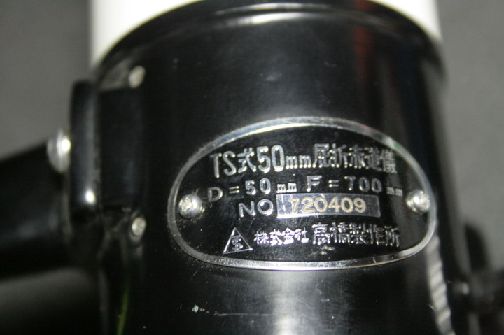 TS式50mm屈折赤道儀
D=50mm F=700mm
NO 720409
株式会社 高橋製作所